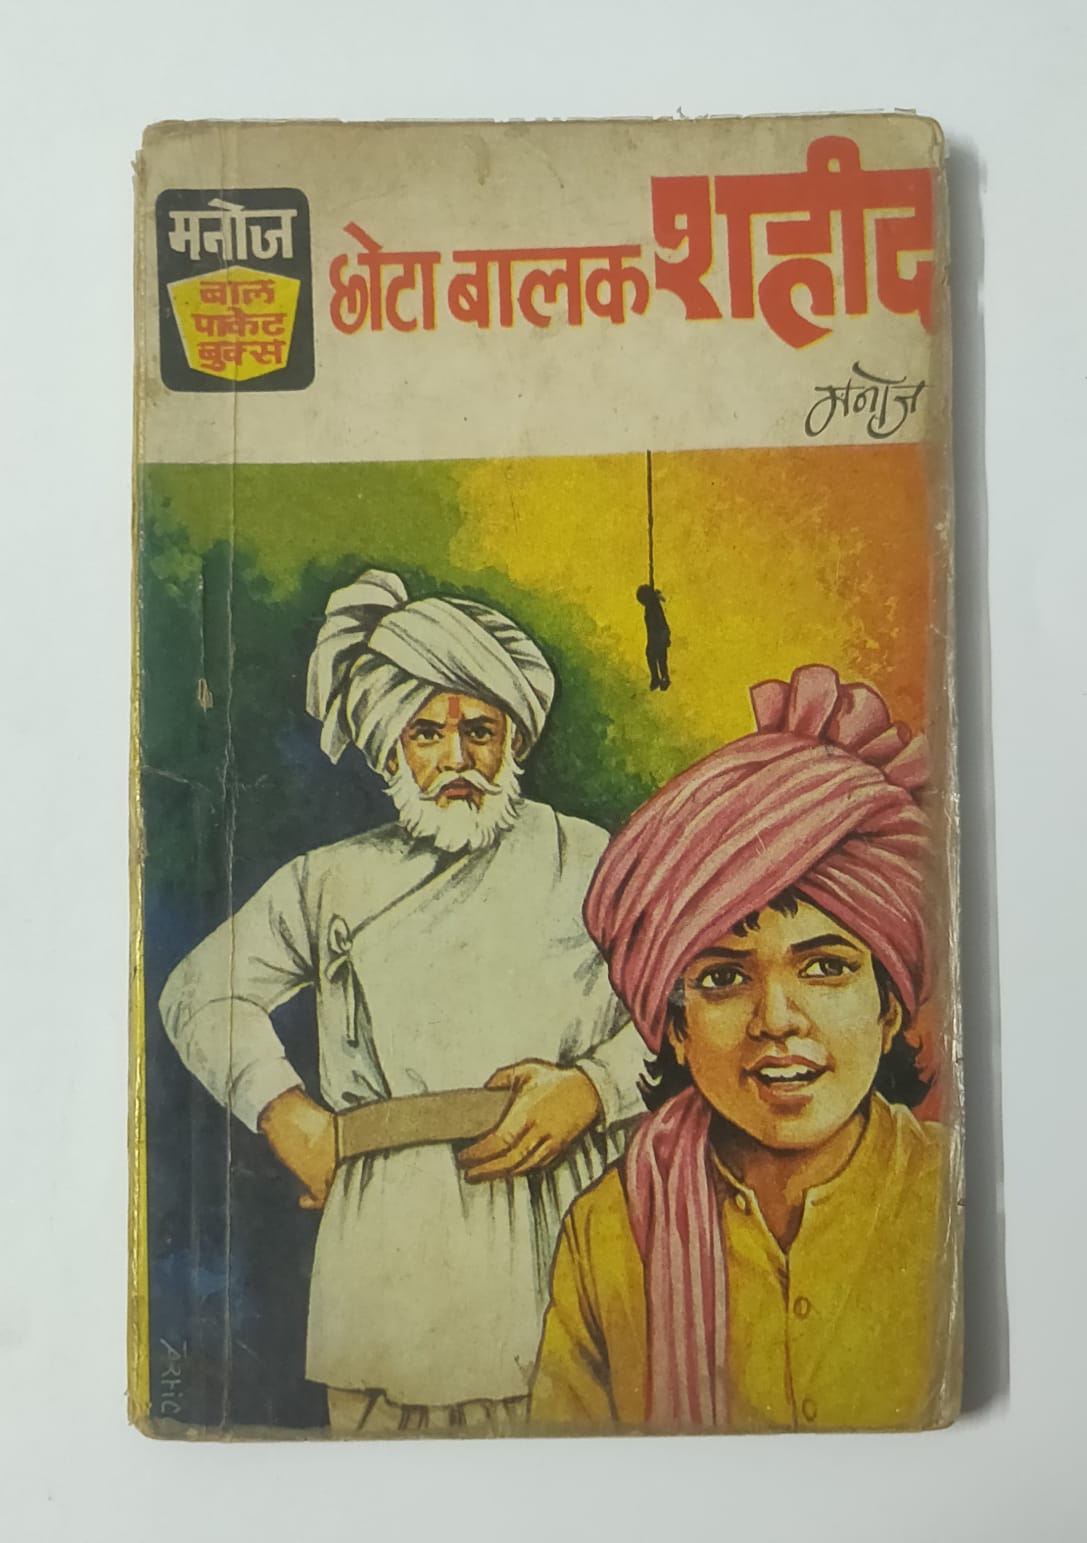 मनोज
बाल
पाकेट
बुक्स
छोटा बालक शहीद
मनोज